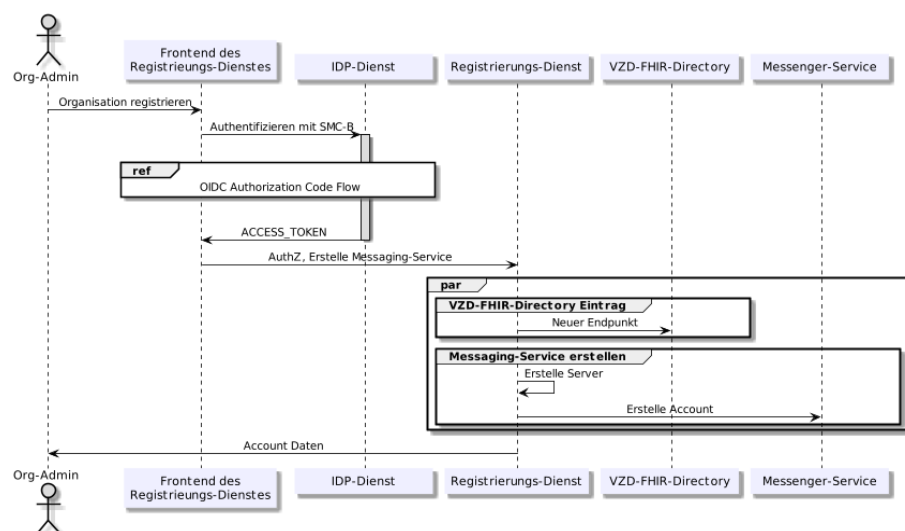 Org-Admin
Frontend des
Registrieungs-Dienstes
IDP-Dienst
Registrierungs-Dienst
VZD-FHIR-Directory
Messenger-Service
Organisation registrieren
Authentifizieren mit SMC-B
ref
OIDC Authorization Code Flow
ACCESS_TOKEN
AuthZ, Erstelle Messaging-Service
par
VZD-FHIR-Directory Eintrag
Neuer Endpunkt
Messaging-Service erstellen
Erstelle Server
Erstelle Account
Account Daten
Org-Admin
Frontend des
Registrieungs-Dienstes
IDP-Dienst
Registrierungs-Dienst
VZD-FHIR-Directory
Messenger-Service